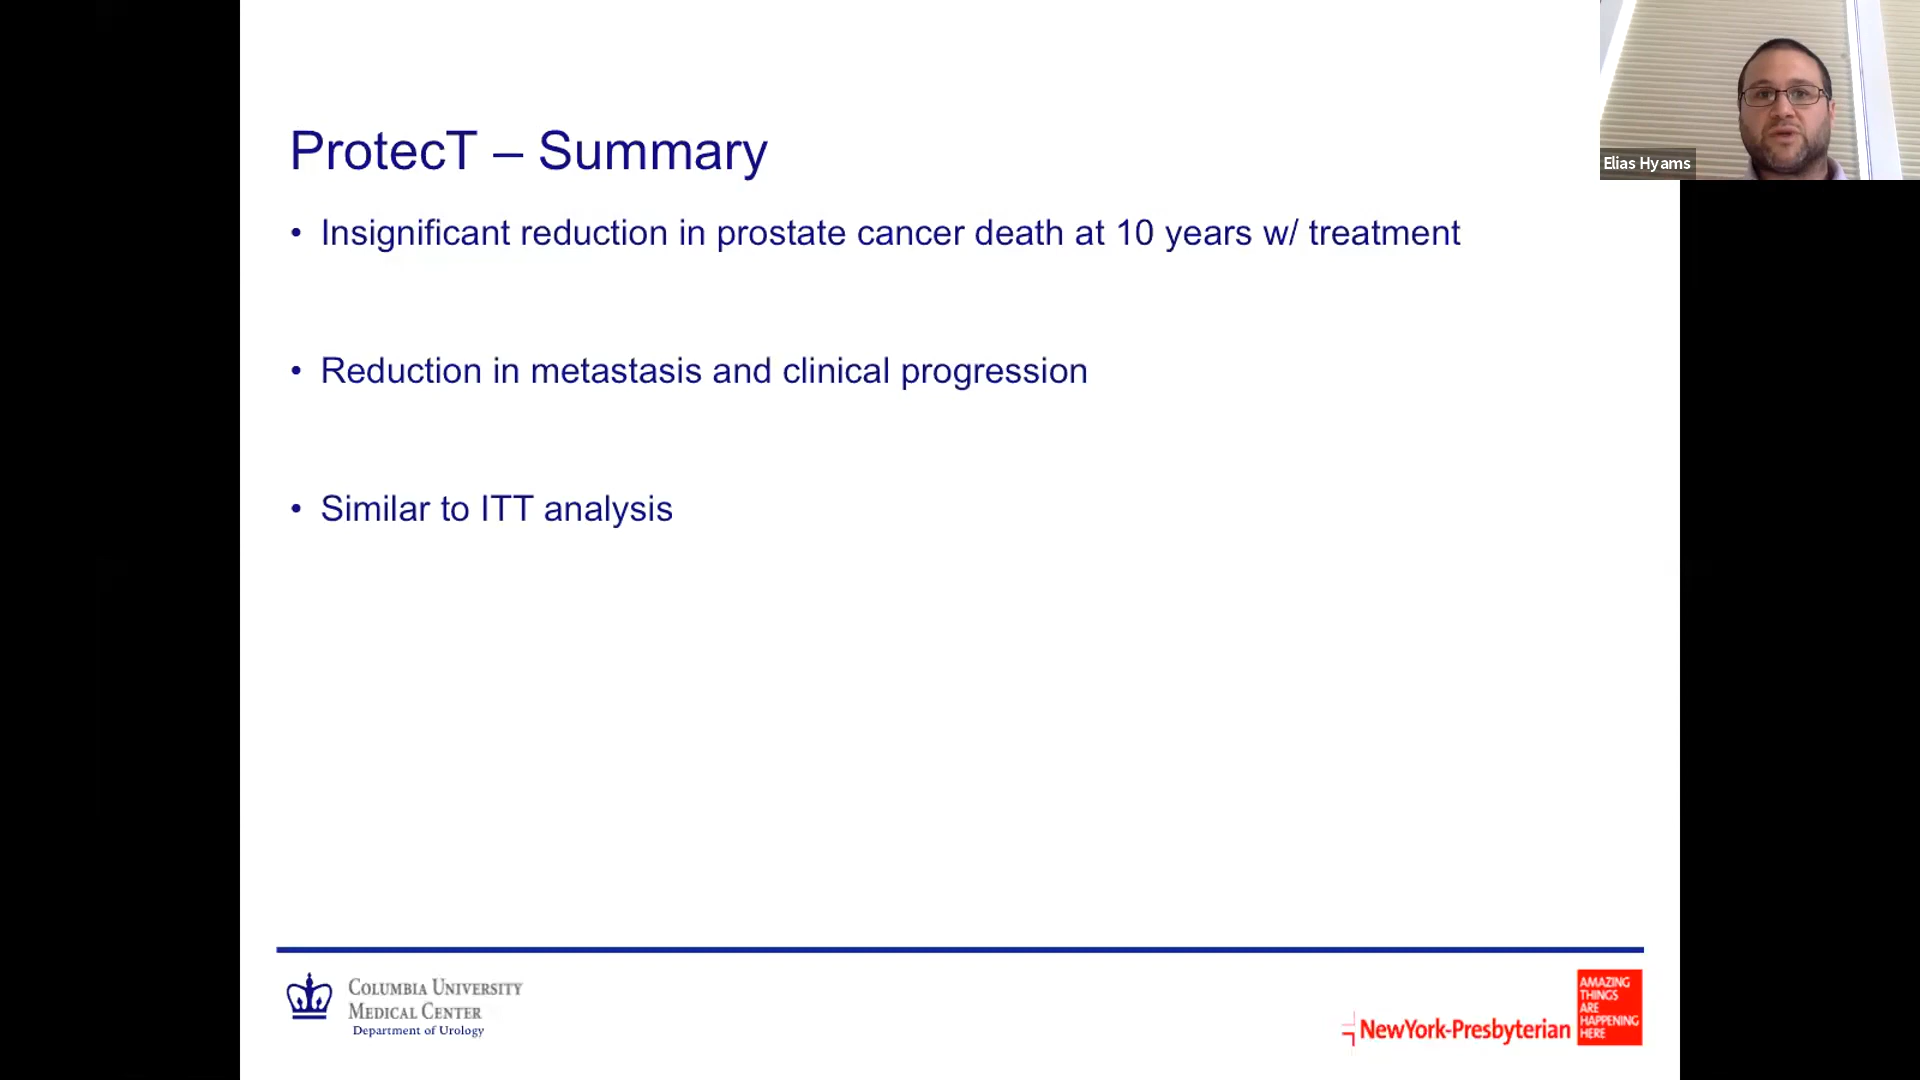 Elias Hyams
ProtecT – Summary
• Insignificant reduction in prostate cancer death at 10 years w/ treatment
• Reduction in metastasis and clinical progression
• Similar to ITT analysis
COLUMBIA UNIVERSITY
MEDICAL CENTER
Department of Urology
NewYork-Presbyterian
AMAZING
THINGS
ARE
HAPPENING
HERE